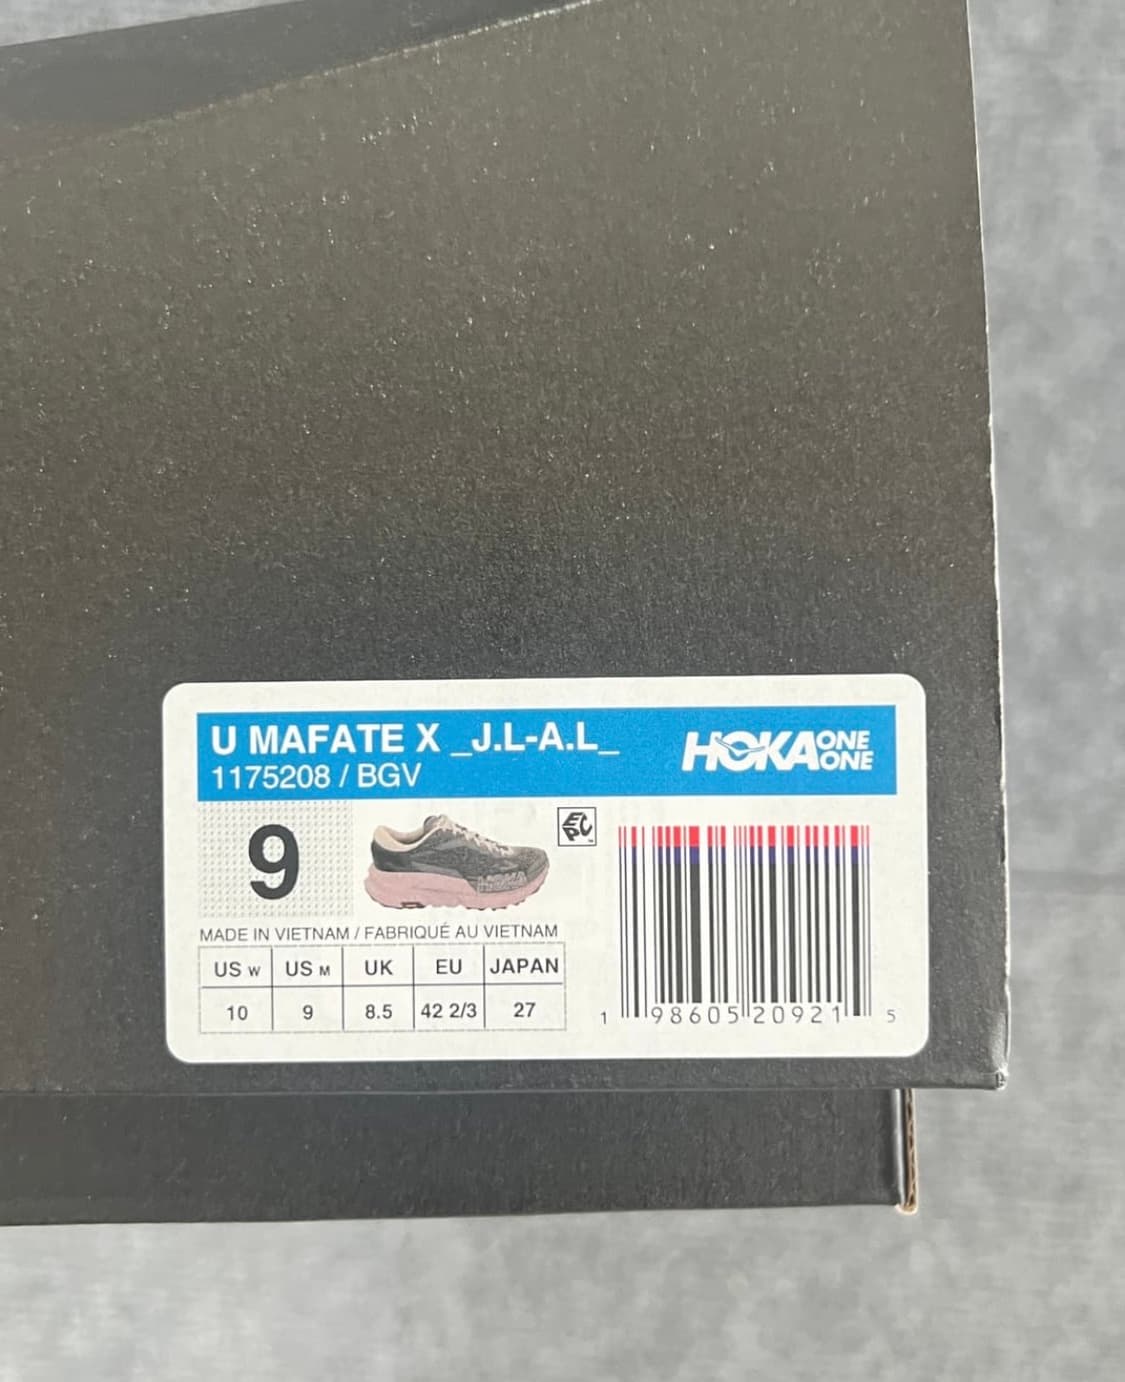 U MAFATE X _J.L-A.L_
1175208 / BGV
HOKA ONE ONE
9
EPC
MADE IN VIETNAM / FABRIQUÉ AU VIETNAM
US W US M UK EU JAPAN
10 9 8.5 42 2/3 27
1 98605 20921 5